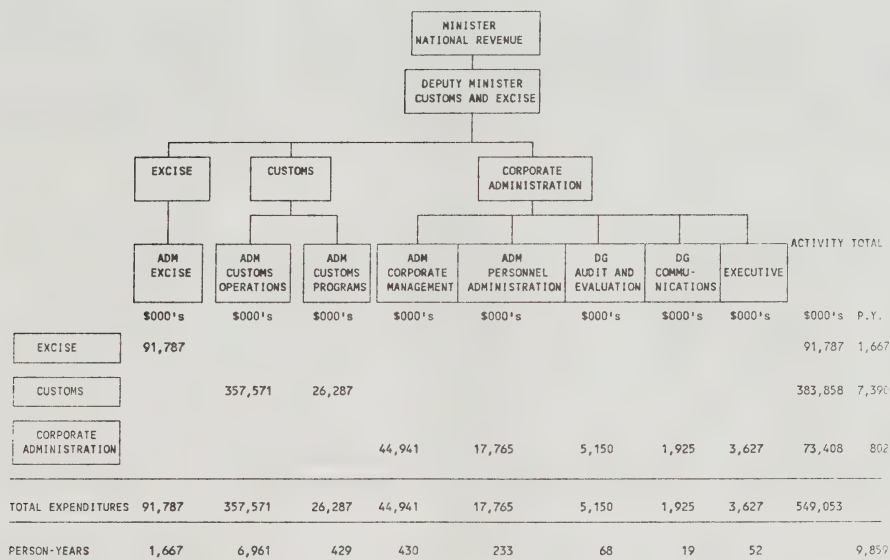 MINISTER
NATIONAL REVENUE
DEPUTY MINISTER
CUSTOMS AND EXCISE
EXCISE CUSTOMS CORPORATE
ADMINISTRATION
ACTIVITY TOTAL
ADM ADM ADM ADM ADM DG DG
EXCISE CUSTOMS CUSTOMS CORPORATE PERSONNEL AUDIT AND COMMU- EXECUTIVE
OPERATIONS PROGRAMS MANAGEMENT ADMINISTRATION EVALUATION NICATIONS
$000's $000's $000's $000's $000's $000's $000's $000's $000's P.Y.
EXCISE 91,787 91,787 1,667
CUSTOMS 357,571 26,287 383,858 7,390
CORPORATE
ADMINISTRATION 44,941 17,765 5,150 1,925 3,627 73,408 802
TOTAL EXPENDITURES 91,787 357,571 26,287 44,941 17,765 5,150 1,925 3,627 549,053
PERSON-YEARS 1,667 6,961 429 430 233 68 19 52 9,859